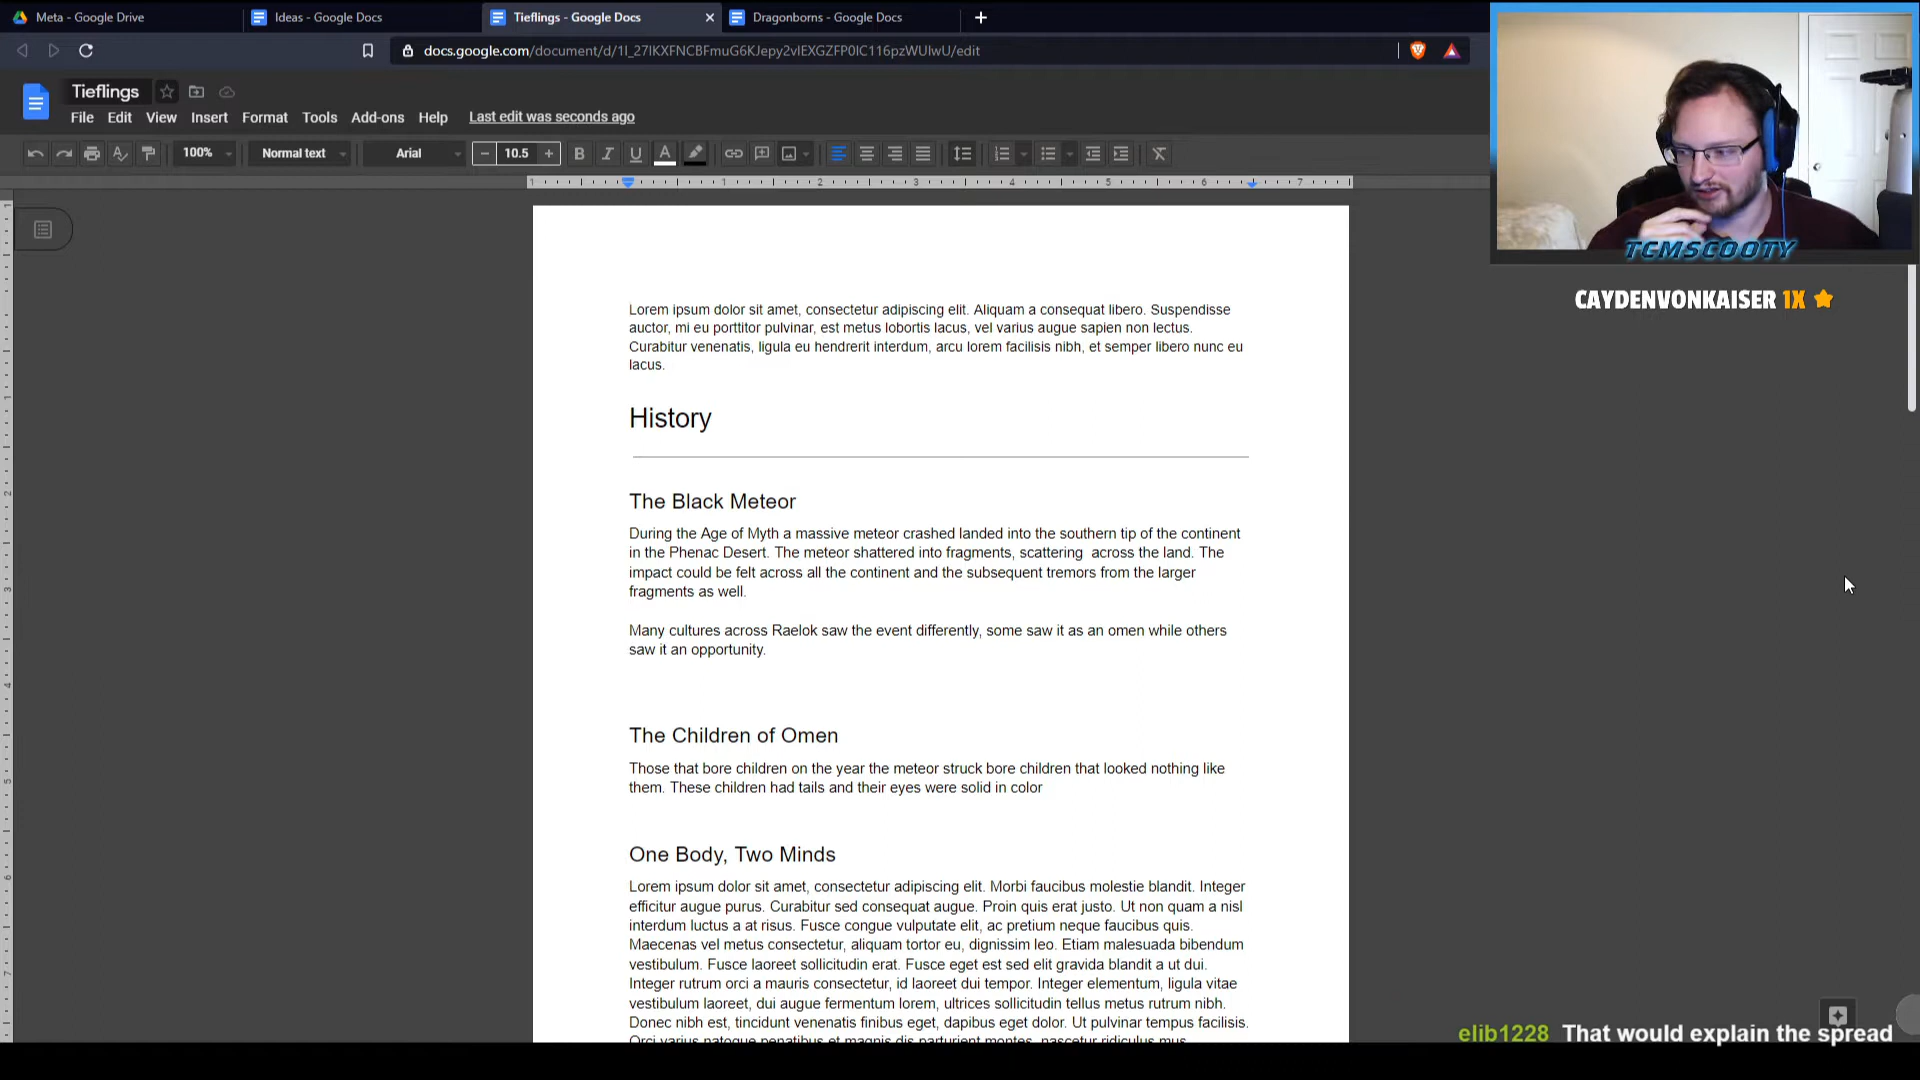 Meta - Google Drive
Ideas - Google Docs
Tieflings - Google Docs
Dragonborns - Google Docs
docs.google.com/document/d/1I_27IKXFNCBFmuG6KJepy2vlEXGZFP0lC116pzWUlwU/edit
Tieflings
File Edit View Insert Format Tools Add-ons Help Last edit was seconds ago
100% Normal text Arial 10.5
TCMSCOOTY
CAYDENVONKAISER 1X
Lorem ipsum dolor sit amet, consectetur adipiscing elit. Aliquam a consequat libero. Suspendisse
auctor, mi eu porttitor pulvinar, est metus lobortis lacus, vel varius augue sapien non lectus.
Curabitur venenatis, ligula eu hendrerit interdum, arcu lorem facilisis nibh, et semper libero nunc eu
lacus.
History
The Black Meteor
During the Age of Myth a massive meteor crashed landed into the southern tip of the continent
in the Phenac Desert. The meteor shattered into fragments, scattering  across the land. The
impact could be felt across all the continent and the subsequent tremors from the larger
fragments as well.
Many cultures across Raelok saw the event differently, some saw it as an omen while others
saw it an opportunity.
The Children of Omen
Those that bore children on the year the meteor struck bore children that looked nothing like
them. These children had tails and their eyes were solid in color
One Body, Two Minds
Lorem ipsum dolor sit amet, consectetur adipiscing elit. Morbi faucibus molestie blandit. Integer
efficitur augue purus. Curabitur sed consequat augue. Proin quis erat justo. Ut non quam a nisl
interdum luctus a at risus. Fusce congue vulputate elit, ac pretium neque faucibus quis.
Maecenas vel metus consectetur, aliquam tortor eu, dignissim leo. Etiam malesuada bibendum
vestibulum. Fusce laoreet sollicitudin erat. Fusce eget est sed elit gravida blandit a ut dui.
Integer rutrum orci a mauris consectetur, id laoreet dui tempor. Integer elementum, ligula vitae
vestibulum laoreet, dui augue fermentum lorem, ultrices sollicitudin tellus metus rutrum nibh.
Donec nibh est, tincidunt venenatis finibus eget, dapibus eget dolor. Ut pulvinar tempus facilisis.
Orci varius natoque penatibus et magnis dis parturient montes, nascetur ridiculus mus.
elib1228 That would explain the spread